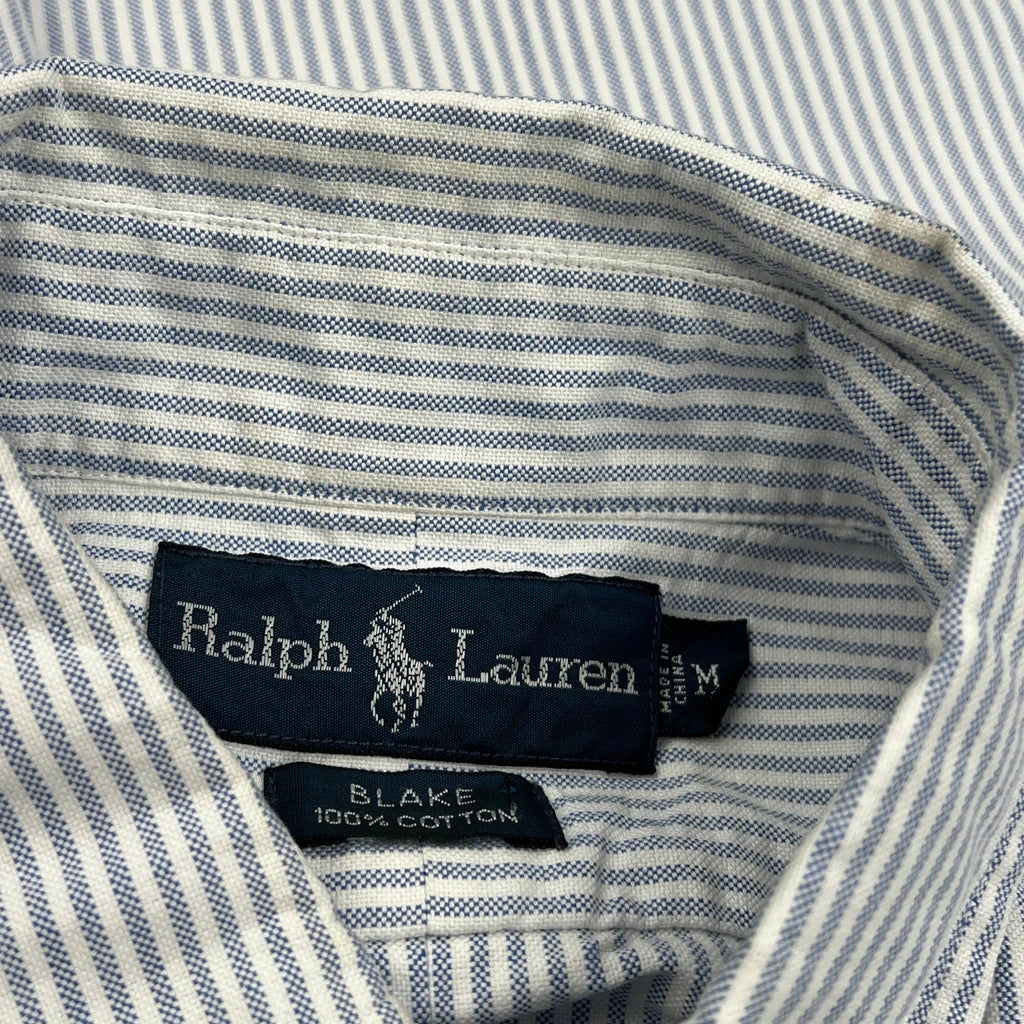 Ralph Lauren
MADE IN
CHINA
M
BLAKE
100% COTTON